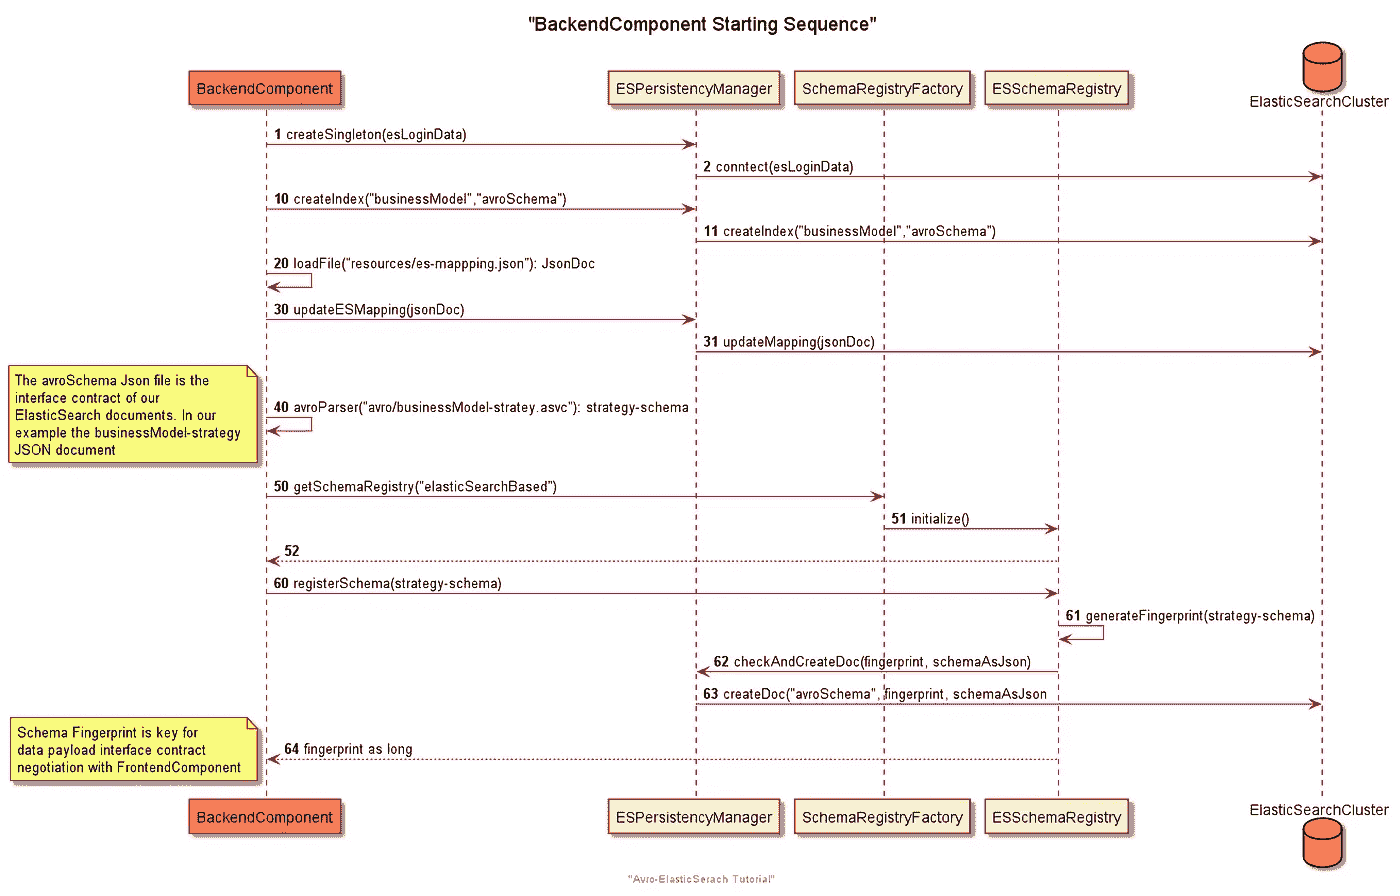 "BackendComponent Starting Sequence"
BackendComponent
ESPersistencyManager
SchemaRegistryFactory
ESSchemaRegistry
ElasticSearchCluster
1 createSingleton(esLoginData)
2 conntect(esLoginData)
10 createIndex("businessModel","avroSchema")
11 createIndex("businessModel","avroSchema")
20 loadFile("resources/es-mappping.json"): JsonDoc
30 updateESMapping(jsonDoc)
31 updateMapping(jsonDoc)
The avroSchema Json file is the
interface contract of our
ElasticSearch documents. In our
example the businessModel-strategy
JSON document
40 avroParser("avro/businessModel-stratey.asvc"): strategy-schema
50 getSchemaRegistry("elasticSearchBased")
51 initialize()
52
60 registerSchema(strategy-schema)
61 generateFingerprint(strategy-schema)
62 checkAndCreateDoc(fingerprint, schemaAsJson)
63 createDoc("avroSchema", fingerprint, schemaAsJson
Schema Fingerprint is key for
data payload interface contract
negotiation with FrontendComponent
64 fingerprint as long
BackendComponent
ESPersistencyManager
SchemaRegistryFactory
ESSchemaRegistry
ElasticSearchCluster
"Avro-ElasticSerach Tutorial"